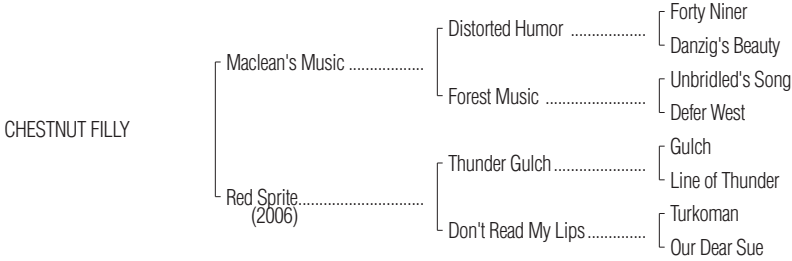 Forty Niner
Distorted Humor ..................
Danzig's Beauty
Maclean's Music ..................
Unbridled's Song
Forest Music ........................
Defer West
CHESTNUT FILLY
Gulch
Thunder Gulch......................
Line of Thunder
Red Sprite..............................
(2006)
Turkoman
Don't Read My Lips..............
Our Dear Sue